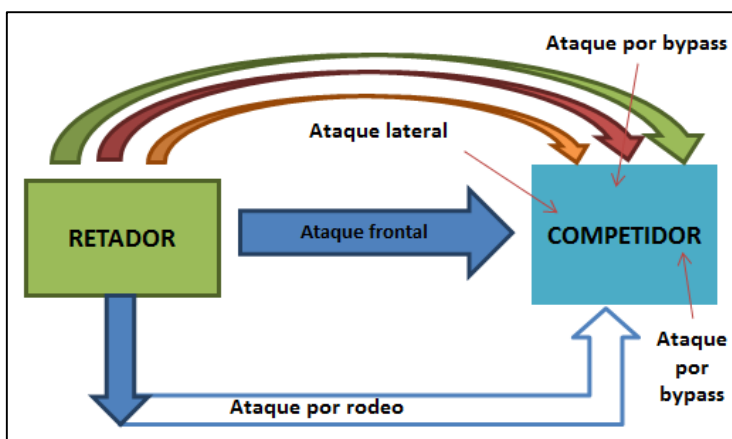 Ataque por bypass
Ataque lateral
RETADOR
Ataque frontal
COMPETIDOR
Ataque
por
bypass
Ataque por rodeo